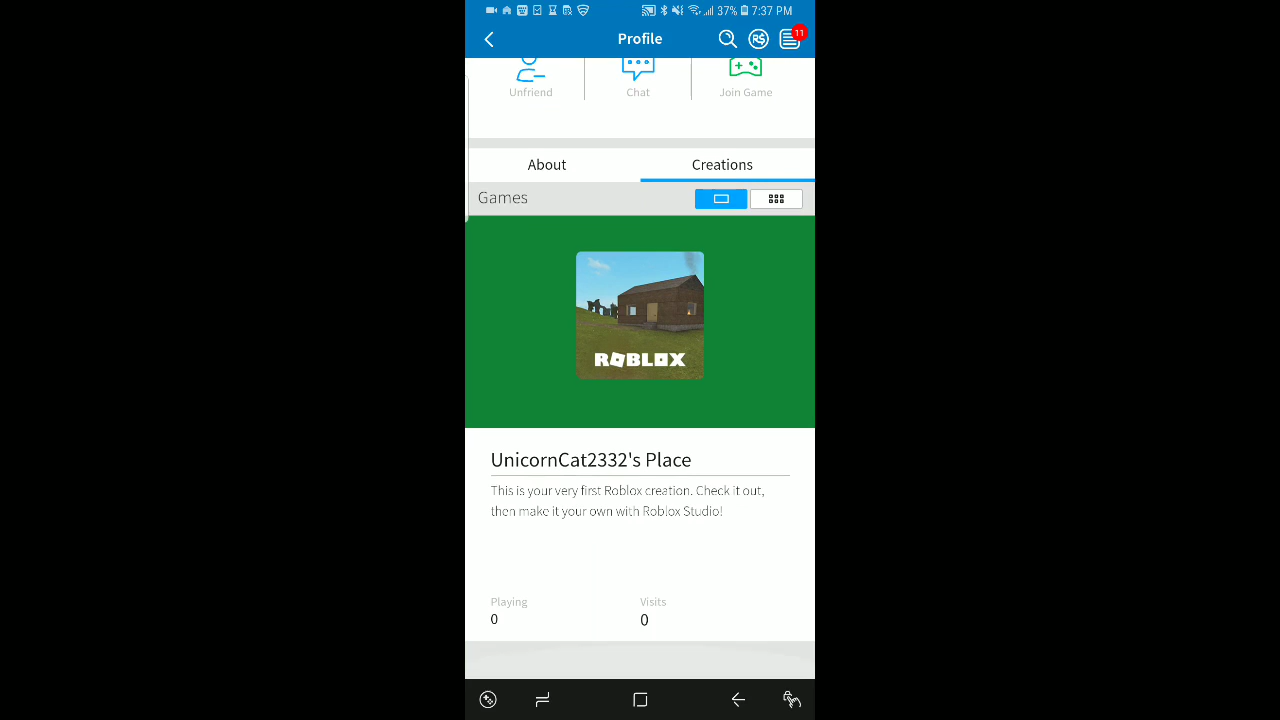 37% 7:37 PM
Profile
R$
11
Unfriend Chat Join Game
About Creations
Games
ROBLOX
UnicornCat2332's Place
This is your very first Roblox creation. Check it out,
then make it your own with Roblox Studio!
Playing Visits
0 0